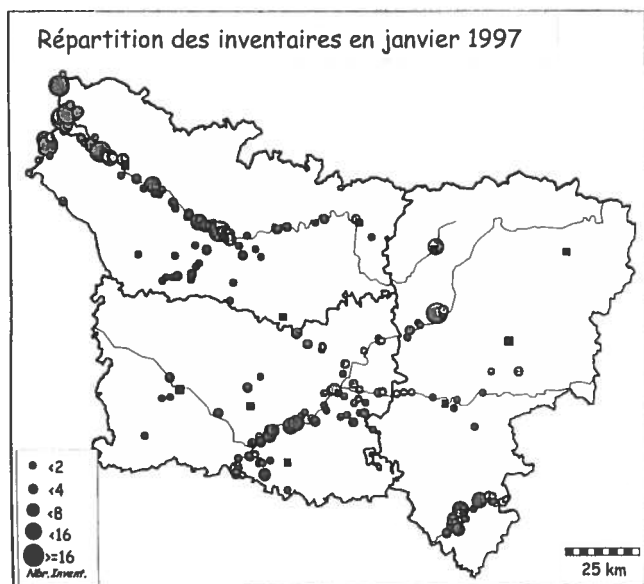 Répartition des inventaires en janvier 1997
<2
<4
<8
<16
>=16
Nbr.Invent.
25 km